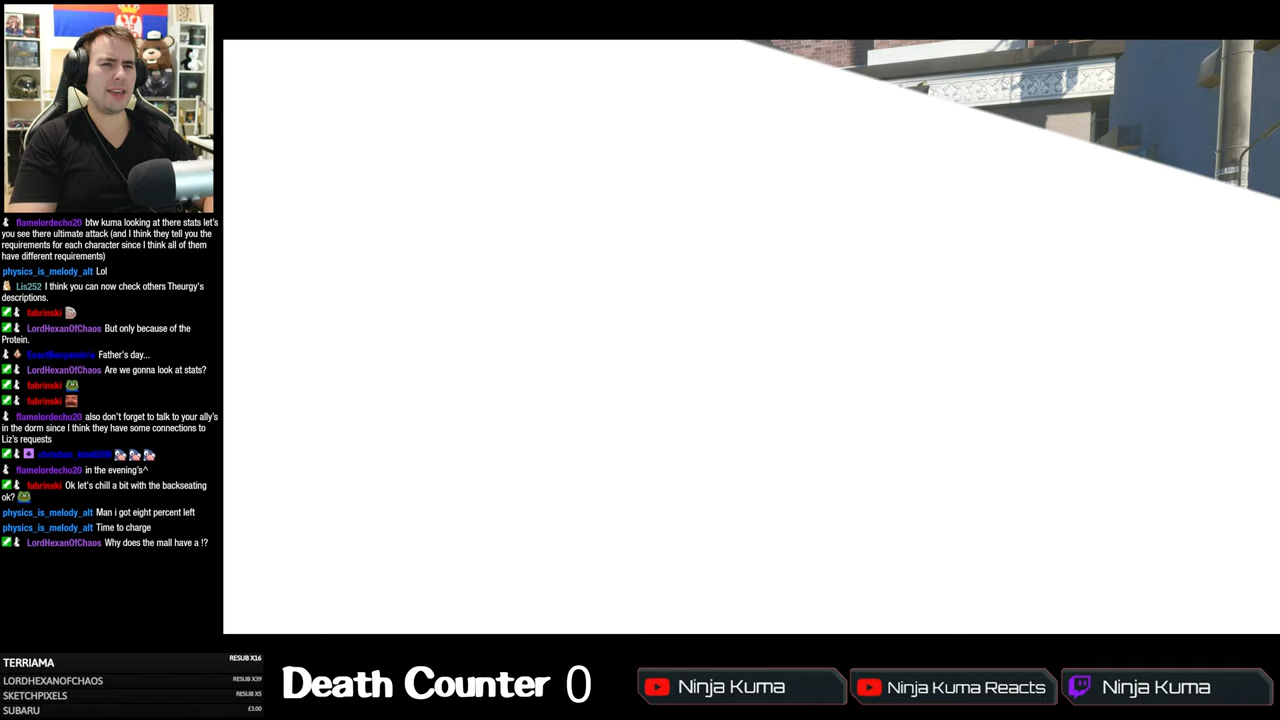 flamelordecho20 btw kuma looking at there stats let's
you see there ultimate attack (and I think they tell you the
requirements for each character since I think all of them
have different requirements)
physics_is_melody_alt Lol
Lis252 I think you can now check others Theurgy's
descriptions.
fabrinski
LordHexanOfChaos But only because of the
Protein.
Father's day...
LordHexanOfChaos Are we gonna look at stats?
fabrinski
fabrinski
flamelordecho20 also don't forget to talk to your ally's
in the dorm since I think they have some connections to
Liz's requests
flamelordecho20 in the evening's^
fabrinski Ok let's chill a bit with the backseating
ok?
physics_is_melody_alt Man i got eight percent left
physics_is_melody_alt Time to charge
LordHexanOfChaos Why does the mall have a !?
TERRIAMA RESUB X16
LORDHEXANOFCHAOS RESUB X39
SKETCHPIXELS RESUB X5
SUBARU £3.00
Death Counter 0
Ninja Kuma
Ninja Kuma Reacts
Ninja Kuma